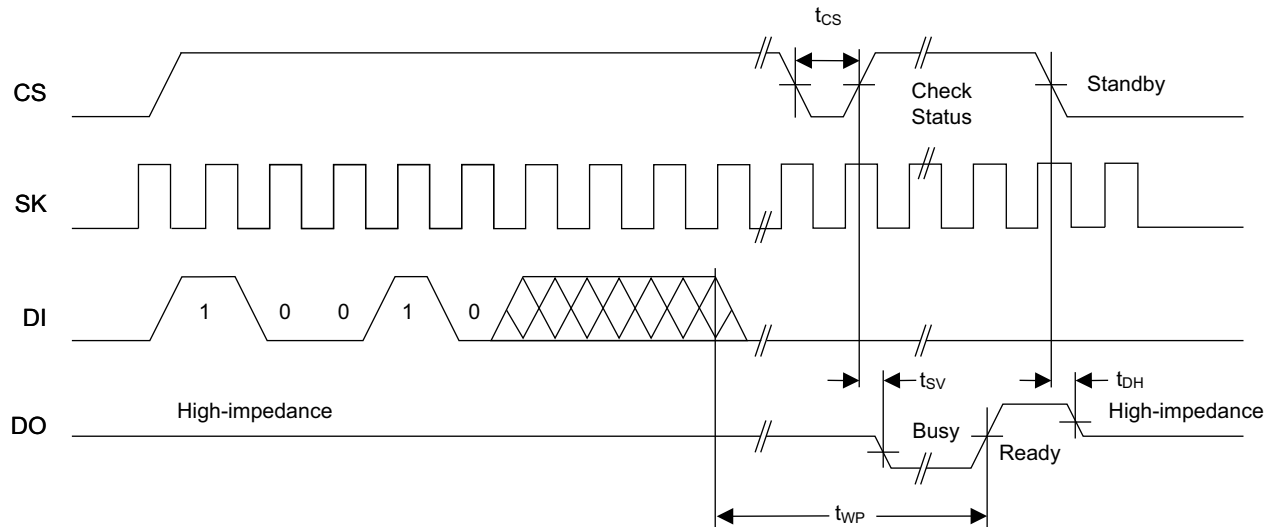 tCS
CS
Check
Status
Standby
SK
DI
1 0 0 1 0
tSV
tDH
DO
High-impedance
Busy
Ready
High-impedance
tWP